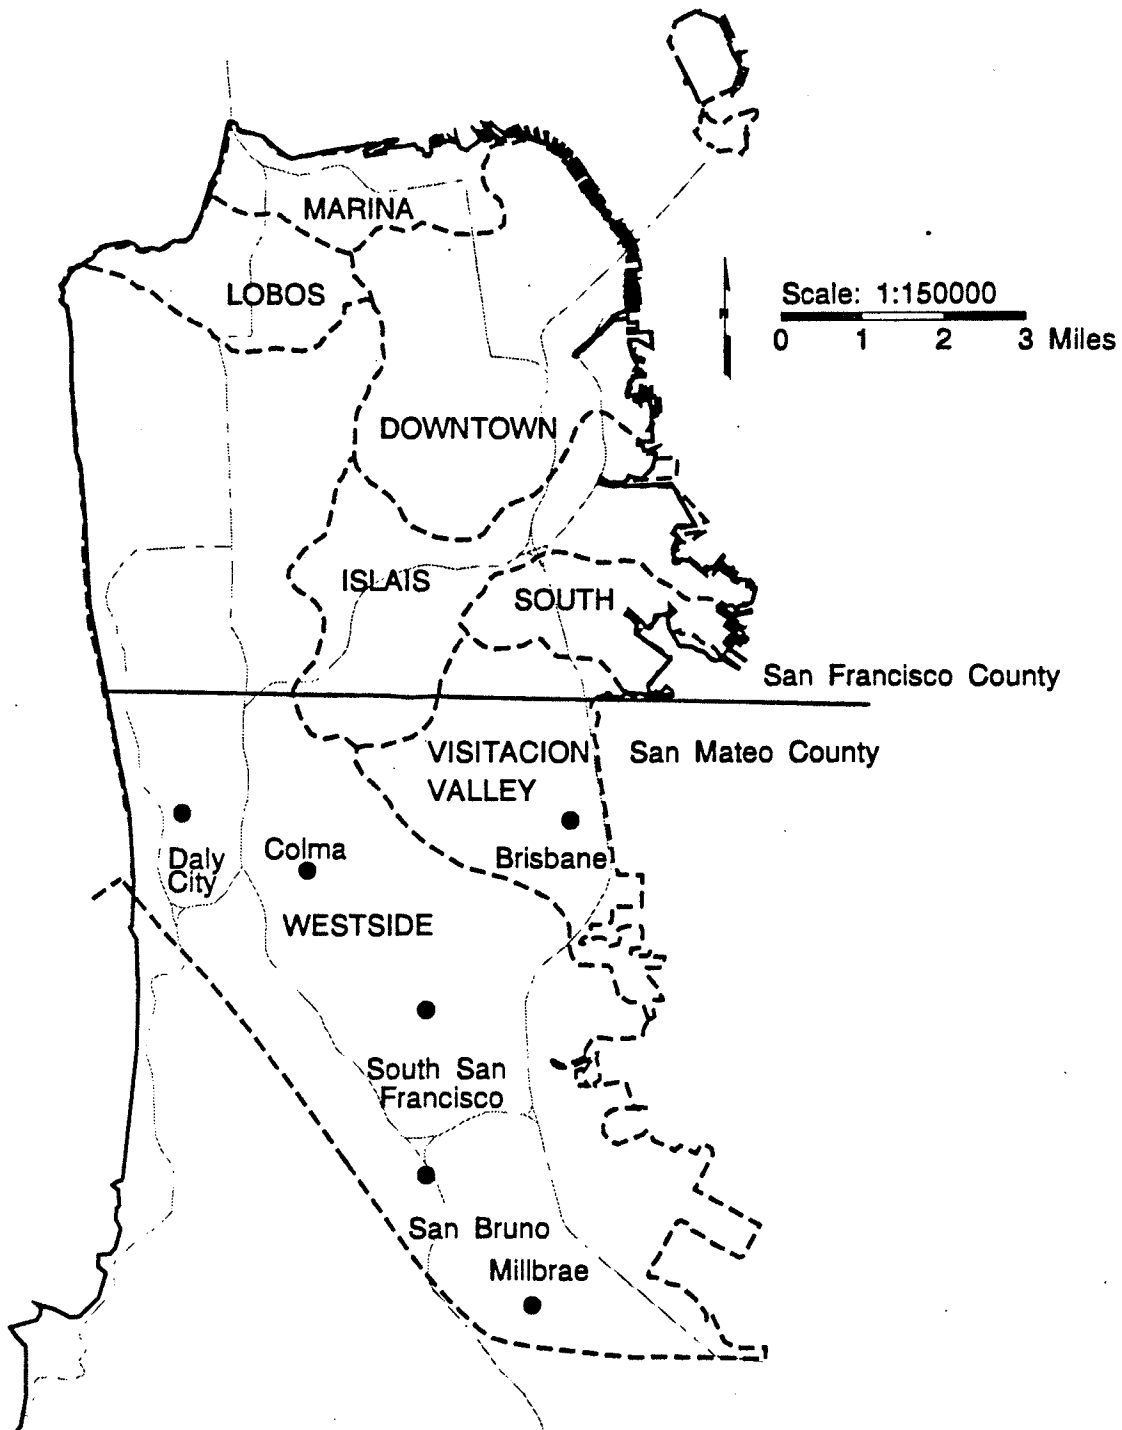 MARINA
LOBOS
Scale: 1:150000
0 1 2 3 Miles
DOWNTOWN
ISLAIS
SOUTH
San Francisco County
VISITACION
VALLEY
San Mateo County
Daly
City
Colma
Brisbane
WESTSIDE
South San
Francisco
San Bruno
Millbrae